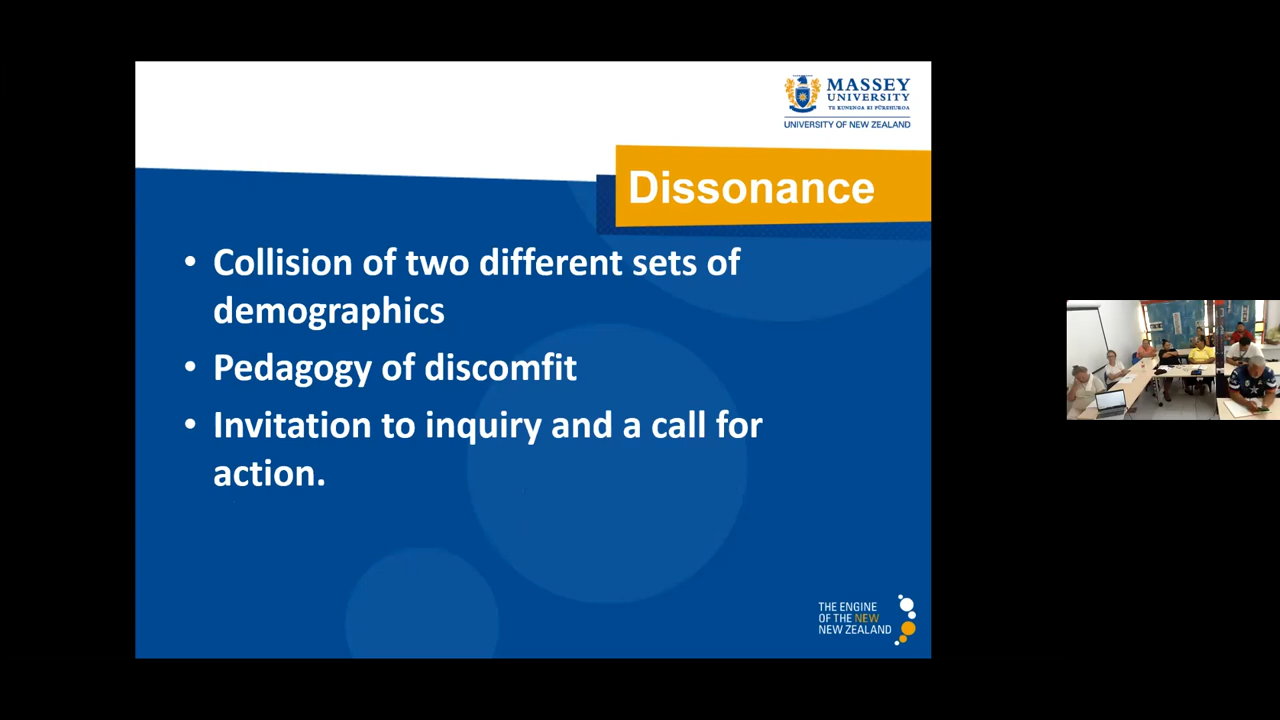 MASSEY
UNIVERSITY
TE KUNENGA KI PŪREHUROA
UNIVERSITY OF NEW ZEALAND
Dissonance
• Collision of two different sets of
demographics
• Pedagogy of discomfit
• Invitation to inquiry and a call for
action.
THE ENGINE
OF THE NEW
NEW ZEALAND